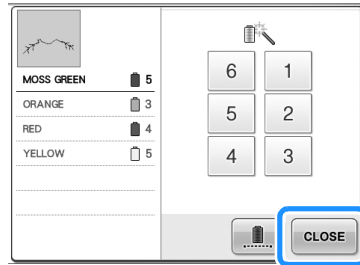 MOSS GREEN 5
ORANGE 3
RED 4
YELLOW 5
6 1
5 2
4 3
CLOSE